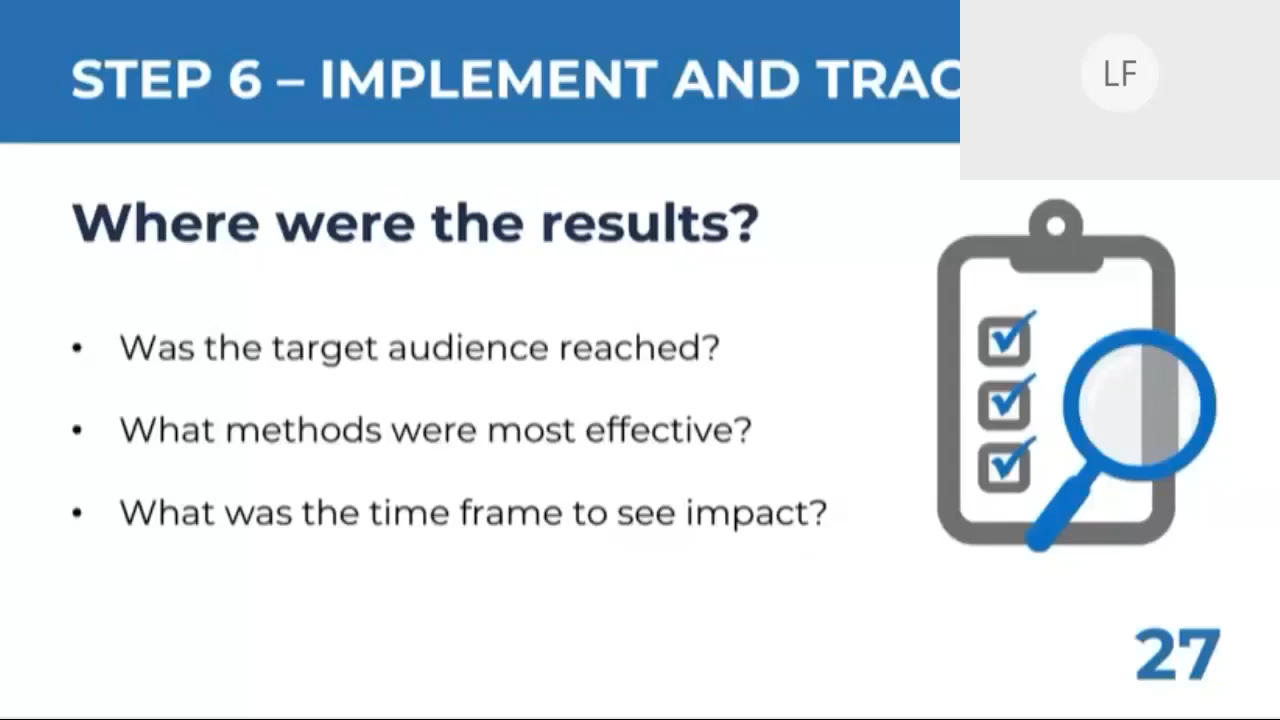 STEP 6 – IMPLEMENT AND TRAC
LF
Where were the results?
• Was the target audience reached?
• What methods were most effective?
• What was the time frame to see impact?
27